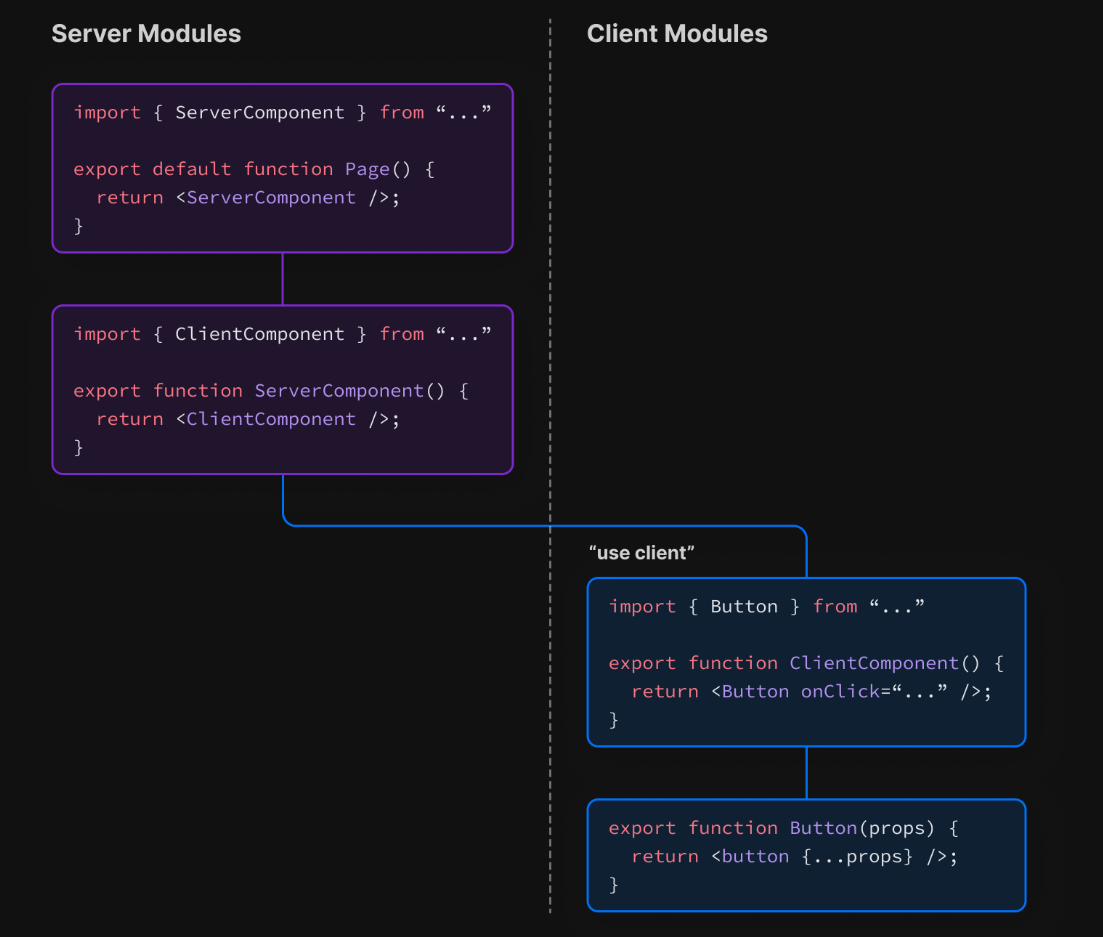 Server Modules
import { ServerComponent } from “...”
export default function Page() {
return <ServerComponent />;
}
import { ClientComponent } from “...”
export function ServerComponent() {
return <ClientComponent />;
}
Client Modules
“use client”
import { Button } from “...”
export function ClientComponent() {
return <Button onClick=“...” />;
}
export function Button(props) {
return <button {...props} />;
}